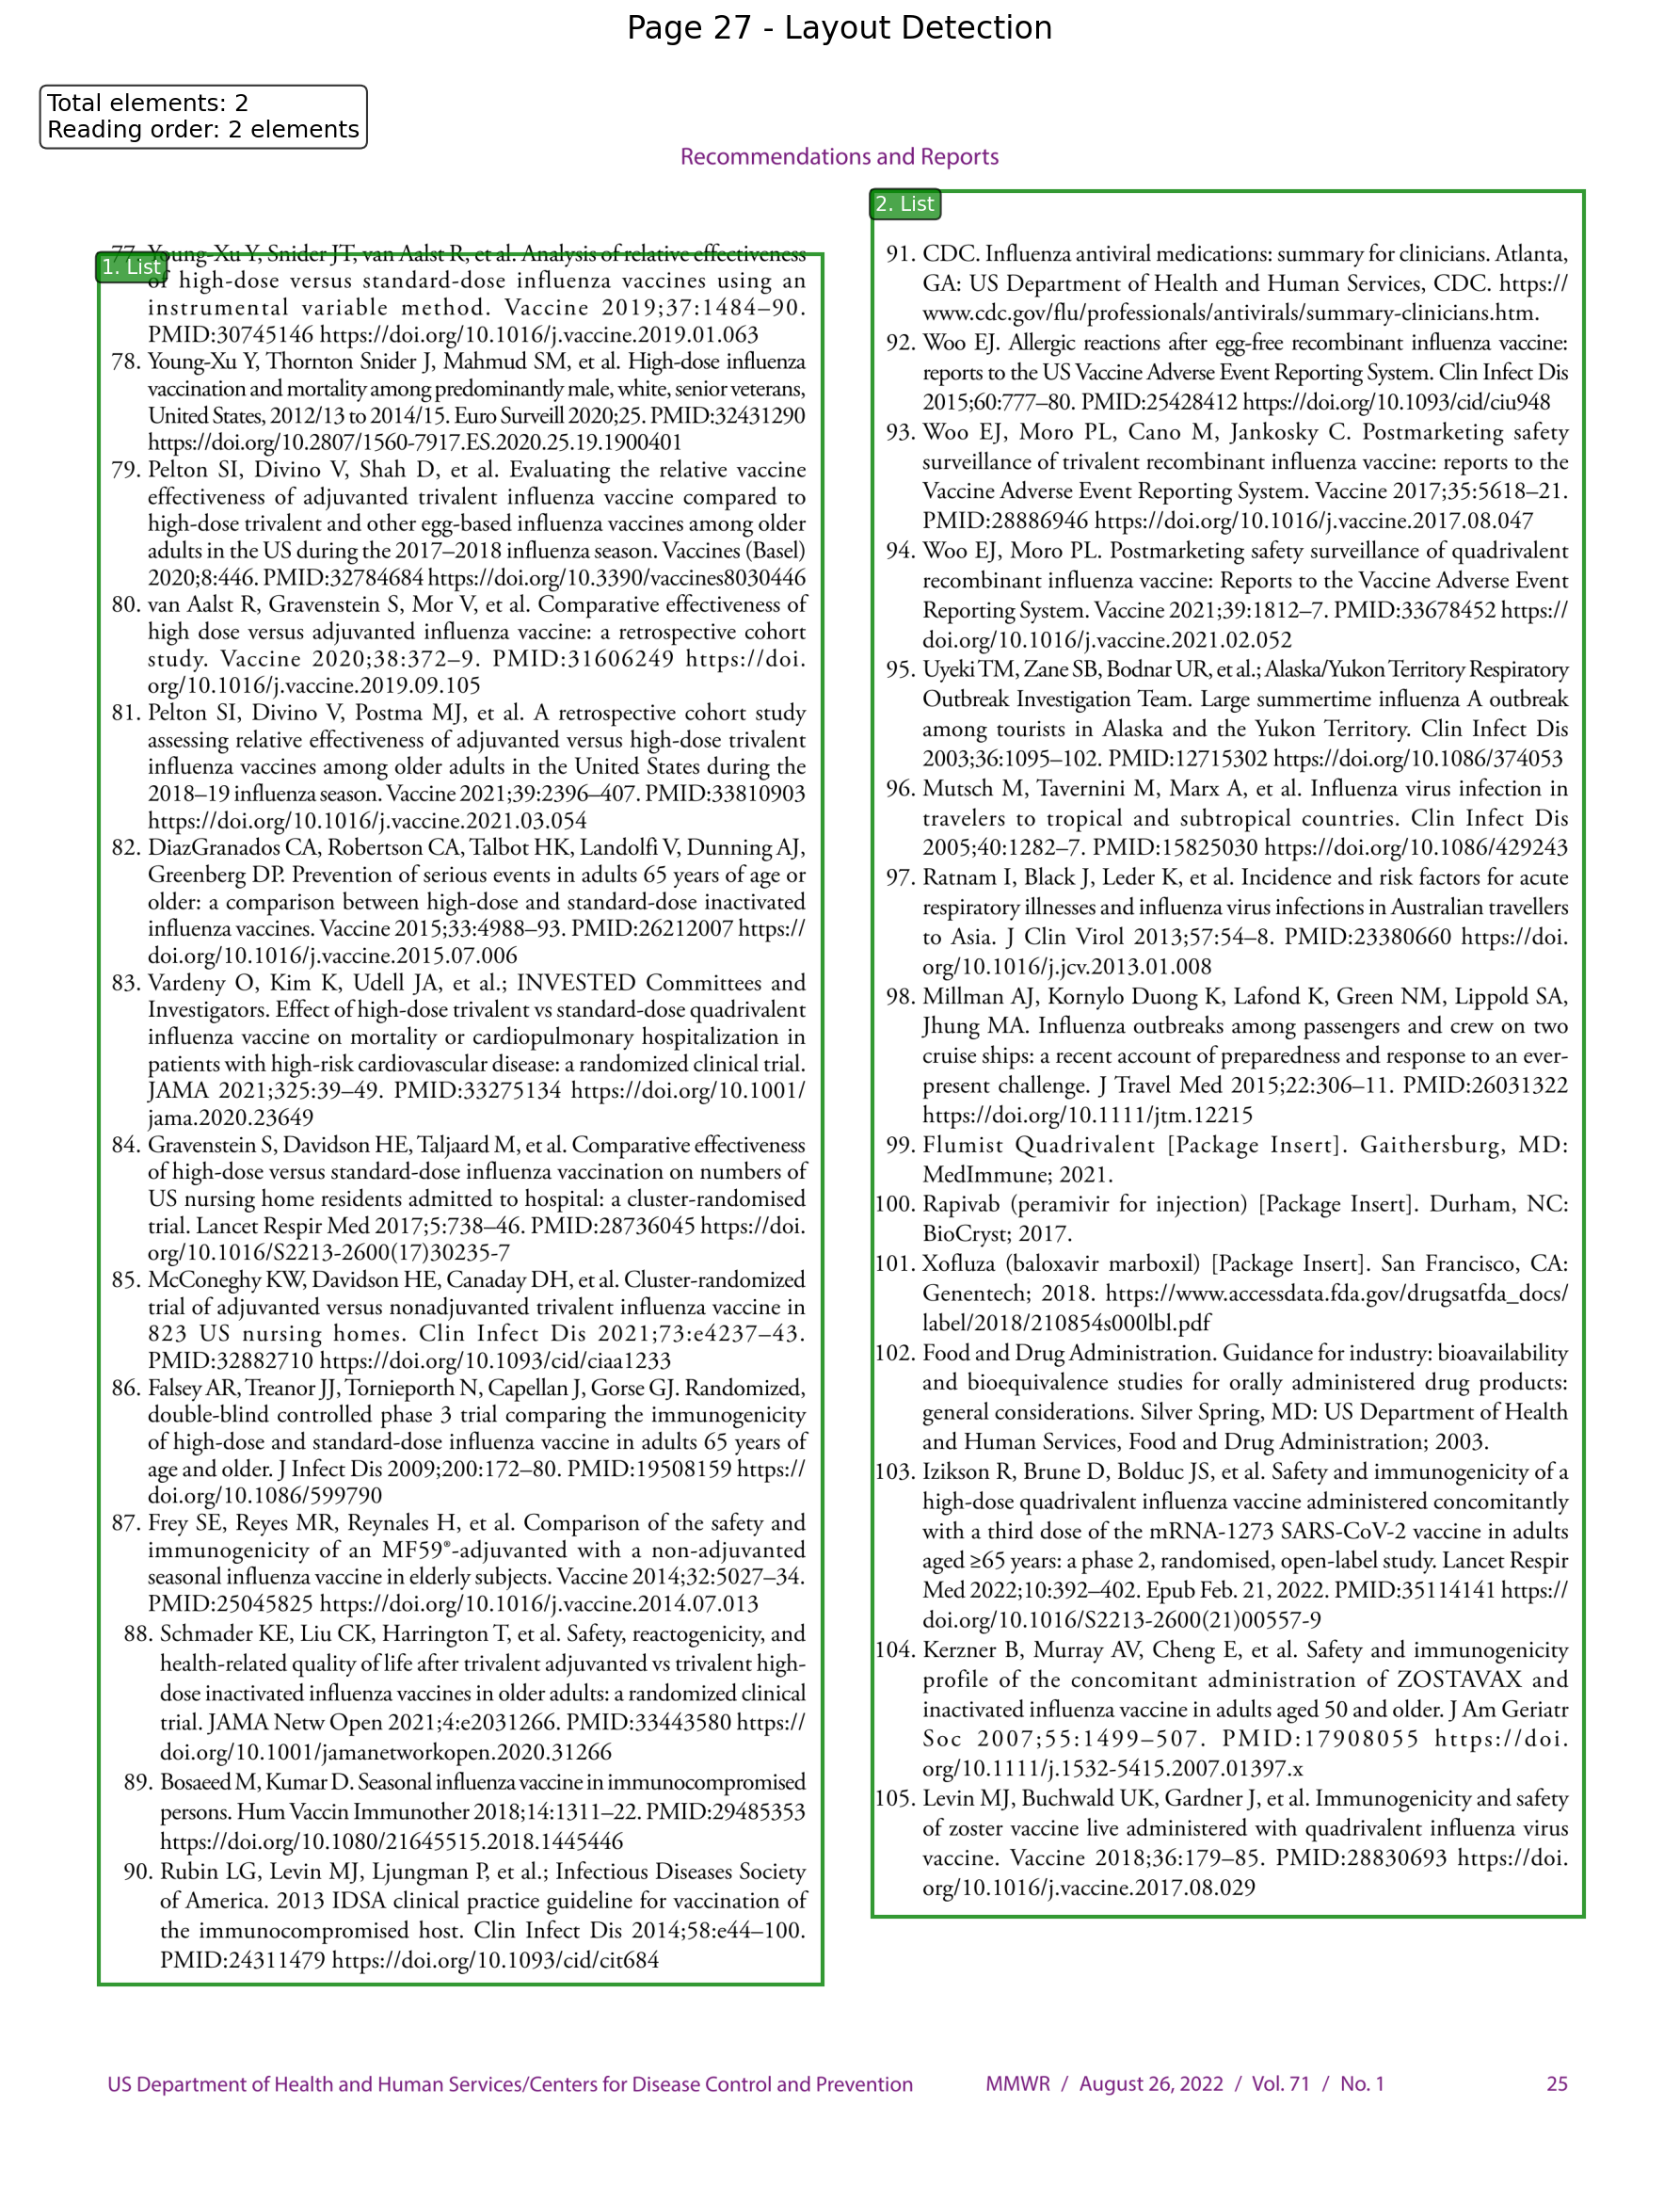 Page 27 - Layout Detection
Total elements: 2
Reading order: 2 elements
Recommendations and Reports
1. List
77. Young-Xu Y, Snider JT, van Aalst R, et al. Analysis of relative effectiveness
of high-dose versus standard-dose influenza vaccines using an
instrumental variable method. Vaccine 2019;37:1484–90.
PMID:30745146 https://doi.org/10.1016/j.vaccine.2019.01.063
78. Young-Xu Y, Thornton Snider J, Mahmud SM, et al. High-dose influenza
vaccination and mortality among predominantly male, white, senior veterans,
United States, 2012/13 to 2014/15. Euro Surveill 2020;25. PMID:32431290
https://doi.org/10.2807/1560-7917.ES.2020.25.19.1900401
79. Pelton SI, Divino V, Shah D, et al. Evaluating the relative vaccine
effectiveness of adjuvanted trivalent influenza vaccine compared to
high-dose trivalent and other egg-based influenza vaccines among older
adults in the US during the 2017–2018 influenza season. Vaccines (Basel)
2020;8:446. PMID:32784684 https://doi.org/10.3390/vaccines8030446
80. van Aalst R, Gravenstein S, Mor V, et al. Comparative effectiveness of
high dose versus adjuvanted influenza vaccine: a retrospective cohort
study. Vaccine 2020;38:372–9. PMID:31606249 https://doi.
org/10.1016/j.vaccine.2019.09.105
81. Pelton SI, Divino V, Postma MJ, et al. A retrospective cohort study
assessing relative effectiveness of adjuvanted versus high-dose trivalent
influenza vaccines among older adults in the United States during the
2018–19 influenza season. Vaccine 2021;39:2396–407. PMID:33810903
https://doi.org/10.1016/j.vaccine.2021.03.054
82. DiazGranados CA, Robertson CA, Talbot HK, Landolfi V, Dunning AJ,
Greenberg DP. Prevention of serious events in adults 65 years of age or
older: a comparison between high-dose and standard-dose inactivated
influenza vaccines. Vaccine 2015;33:4988–93. PMID:26212007 https://
doi.org/10.1016/j.vaccine.2015.07.006
83. Vardeny O, Kim K, Udell JA, et al.; INVESTED Committees and
Investigators. Effect of high-dose trivalent vs standard-dose quadrivalent
influenza vaccine on mortality or cardiopulmonary hospitalization in
patients with high-risk cardiovascular disease: a randomized clinical trial.
JAMA 2021;325:39–49. PMID:33275134 https://doi.org/10.1001/
jama.2020.23649
84. Gravenstein S, Davidson HE, Taljaard M, et al. Comparative effectiveness
of high-dose versus standard-dose influenza vaccination on numbers of
US nursing home residents admitted to hospital: a cluster-randomised
trial. Lancet Respir Med 2017;5:738–46. PMID:28736045 https://doi.
org/10.1016/S2213-2600(17)30235-7
85. McConeghy KW, Davidson HE, Canaday DH, et al. Cluster-randomized
trial of adjuvanted versus nonadjuvanted trivalent influenza vaccine in
823 US nursing homes. Clin Infect Dis 2021;73:e4237–43.
PMID:32882710 https://doi.org/10.1093/cid/ciaa1233
86. Falsey AR, Treanor JJ, Tornieporth N, Capellan J, Gorse GJ. Randomized,
double-blind controlled phase 3 trial comparing the immunogenicity
of high-dose and standard-dose influenza vaccine in adults 65 years of
age and older. J Infect Dis 2009;200:172–80. PMID:19508159 https://
doi.org/10.1086/599790
87. Frey SE, Reyes MR, Reynales H, et al. Comparison of the safety and
immunogenicity of an MF59®-adjuvanted with a non-adjuvanted
seasonal influenza vaccine in elderly subjects. Vaccine 2014;32:5027–34.
PMID:25045825 https://doi.org/10.1016/j.vaccine.2014.07.013
88. Schmader KE, Liu CK, Harrington T, et al. Safety, reactogenicity, and
health-related quality of life after trivalent adjuvanted vs trivalent high-
dose inactivated influenza vaccines in older adults: a randomized clinical
trial. JAMA Netw Open 2021;4:e2031266. PMID:33443580 https://
doi.org/10.1001/jamanetworkopen.2020.31266
89. Bosaeed M, Kumar D. Seasonal influenza vaccine in immunocompromised
persons. Hum Vaccin Immunother 2018;14:1311–22. PMID:29485353
https://doi.org/10.1080/21645515.2018.1445446
90. Rubin LG, Levin MJ, Ljungman P, et al.; Infectious Diseases Society
of America. 2013 IDSA clinical practice guideline for vaccination of
the immunocompromised host. Clin Infect Dis 2014;58:e44–100.
PMID:24311479 https://doi.org/10.1093/cid/cit684
2. List
91. CDC. Influenza antiviral medications: summary for clinicians. Atlanta,
GA: US Department of Health and Human Services, CDC. https://
www.cdc.gov/flu/professionals/antivirals/summary-clinicians.htm.
92. Woo EJ. Allergic reactions after egg-free recombinant influenza vaccine:
reports to the US Vaccine Adverse Event Reporting System. Clin Infect Dis
2015;60:777–80. PMID:25428412 https://doi.org/10.1093/cid/ciu948
93. Woo EJ, Moro PL, Cano M, Jankosky C. Postmarketing safety
surveillance of trivalent recombinant influenza vaccine: reports to the
Vaccine Adverse Event Reporting System. Vaccine 2017;35:5618–21.
PMID:28886946 https://doi.org/10.1016/j.vaccine.2017.08.047
94. Woo EJ, Moro PL. Postmarketing safety surveillance of quadrivalent
recombinant influenza vaccine: Reports to the Vaccine Adverse Event
Reporting System. Vaccine 2021;39:1812–7. PMID:33678452 https://
doi.org/10.1016/j.vaccine.2021.02.052
95. Uyeki TM, Zane SB, Bodnar UR, et al.; Alaska/Yukon Territory Respiratory
Outbreak Investigation Team. Large summertime influenza A outbreak
among tourists in Alaska and the Yukon Territory. Clin Infect Dis
2003;36:1095–102. PMID:12715302 https://doi.org/10.1086/374053
96. Mutsch M, Tavernini M, Marx A, et al. Influenza virus infection in
travelers to tropical and subtropical countries. Clin Infect Dis
2005;40:1282–7. PMID:15825030 https://doi.org/10.1086/429243
97. Ratnam I, Black J, Leder K, et al. Incidence and risk factors for acute
respiratory illnesses and influenza virus infections in Australian travellers
to Asia. J Clin Virol 2013;57:54–8. PMID:23380660 https://doi.
org/10.1016/j.jcv.2013.01.008
98. Millman AJ, Kornylo Duong K, Lafond K, Green NM, Lippold SA,
Jhung MA. Influenza outbreaks among passengers and crew on two
cruise ships: a recent account of preparedness and response to an ever-
present challenge. J Travel Med 2015;22:306–11. PMID:26031322
https://doi.org/10.1111/jtm.12215
99. Flumist Quadrivalent [Package Insert]. Gaithersburg, MD:
MedImmune; 2021.
100. Rapivab (peramivir for injection) [Package Insert]. Durham, NC:
BioCryst; 2017.
101. Xofluza (baloxavir marboxil) [Package Insert]. San Francisco, CA:
Genentech; 2018. https://www.accessdata.fda.gov/drugsatfda_docs/
label/2018/210854s000lbl.pdf
102. Food and Drug Administration. Guidance for industry: bioavailability
and bioequivalence studies for orally administered drug products:
general considerations. Silver Spring, MD: US Department of Health
and Human Services, Food and Drug Administration; 2003.
103. Izikson R, Brune D, Bolduc JS, et al. Safety and immunogenicity of a
high-dose quadrivalent influenza vaccine administered concomitantly
with a third dose of the mRNA-1273 SARS-CoV-2 vaccine in adults
aged ≥65 years: a phase 2, randomised, open-label study. Lancet Respir
Med 2022;10:392–402. Epub Feb. 21, 2022. PMID:35114141 https://
doi.org/10.1016/S2213-2600(21)00557-9
104. Kerzner B, Murray AV, Cheng E, et al. Safety and immunogenicity
profile of the concomitant administration of ZOSTAVAX and
inactivated influenza vaccine in adults aged 50 and older. J Am Geriatr
Soc 2007;55:1499–507. PMID:17908055 https://doi.
org/10.1111/j.1532-5415.2007.01397.x
105. Levin MJ, Buchwald UK, Gardner J, et al. Immunogenicity and safety
of zoster vaccine live administered with quadrivalent influenza virus
vaccine. Vaccine 2018;36:179–85. PMID:28830693 https://doi.
org/10.1016/j.vaccine.2017.08.029
US Department of Health and Human Services/Centers for Disease Control and Prevention MMWR / August 26, 2022 / Vol. 71 / No. 1 25